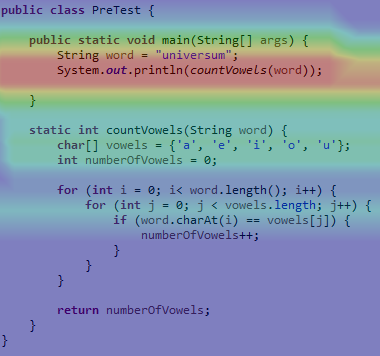 public class PreTest {
public static void main(String[] args) {
String word = "universum";
System.out.println(countVowels(word));
}
static int countVowels(String word) {
char[] vowels = {'a', 'e', 'i', 'o', 'u'};
int numberOfVowels = 0;
for (int i = 0; i< word.length(); i++) {
for (int j = 0; j < vowels.length; j++) {
if (word.charAt(i) == vowels[j]) {
numberOfVowels++;
}
}
}
return numberOfVowels;
}
}